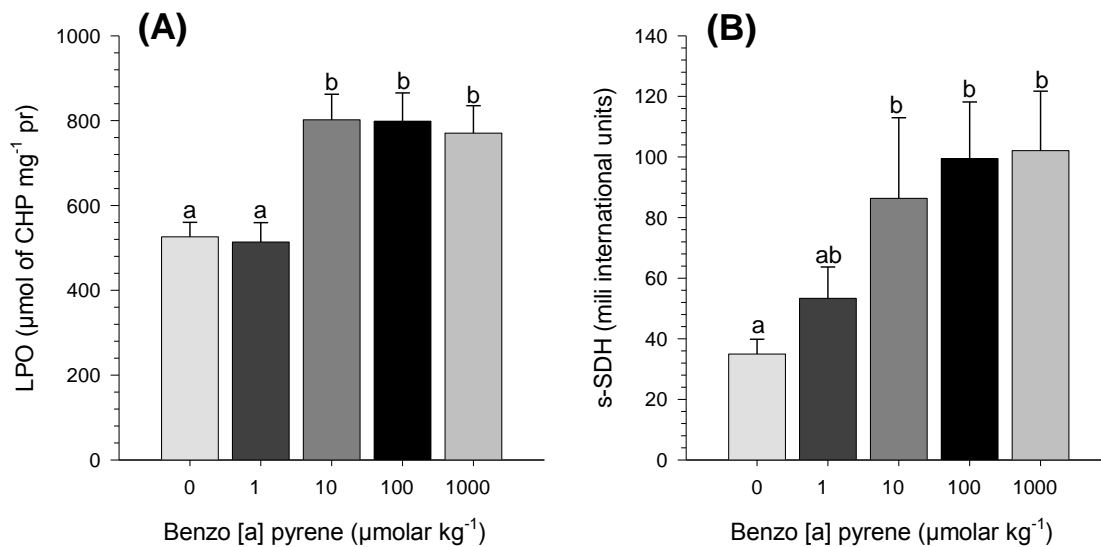 (A)
LPO (µmol of CHP mg⁻¹ pr)
1000
800
600
400
200
0
a
a
b
b
b
0 1 10 100 1000
Benzo [a] pyrene (µmolar kg⁻¹)
(B)
s-SDH (mili international units)
140
120
100
80
60
40
20
0
a
ab
b
b
b
0 1 10 100 1000
Benzo [a] pyrene (µmolar kg⁻¹)